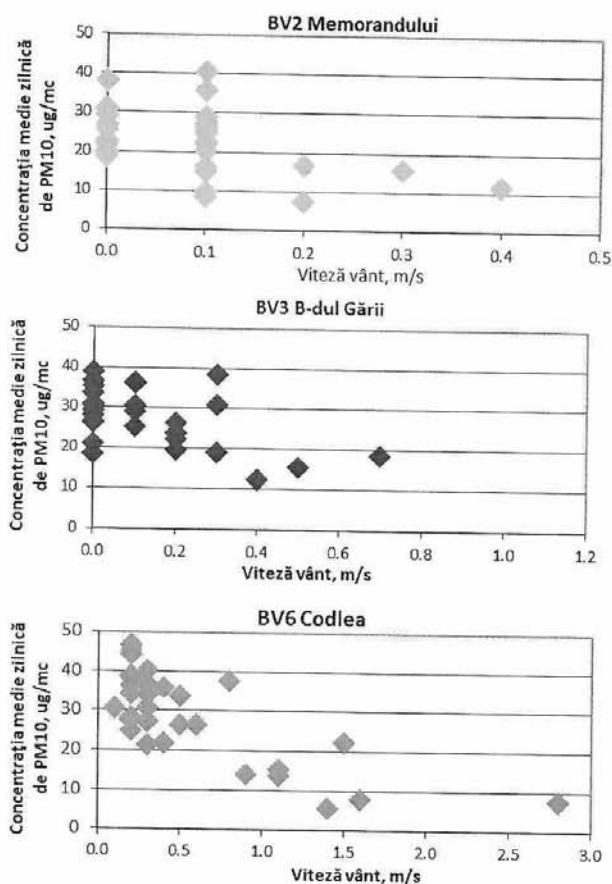 BV2 Memorandului
Concentrația medie zilnică
de PM10, ug/mc
50
40
30
20
10
0
0.0 0.1 0.2 0.3 0.4 0.5
Viteză vânt, m/s
BV3 B-dul Gării
Concentrația medie zilnică
de PM10, ug/mc
50
40
30
20
10
0
0.0 0.2 0.4 0.6 0.8 1.0 1.2
Viteză vânt, m/s
BV6 Codlea
Concentrația medie zilnică
de PM10, ug/mc
50
40
30
20
10
0
0.0 0.5 1.0 1.5 2.0 2.5 3.0
Viteză vânt, m/s